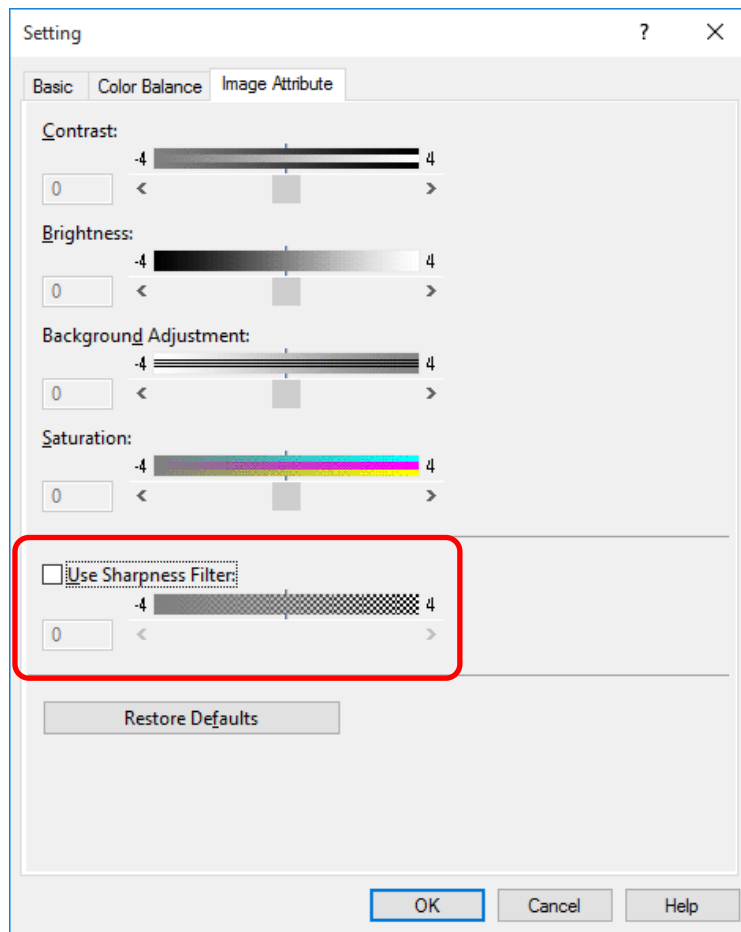 Setting ?
Basic Color Balance Image Attribute
Contrast:
-4 4
0
Brightness:
-4 4
0
Background Adjustment:
-4 4
0
Saturation:
-4 4
0
Use Sharpness Filter:
-4 4
0
Restore Defaults
OK Cancel Help